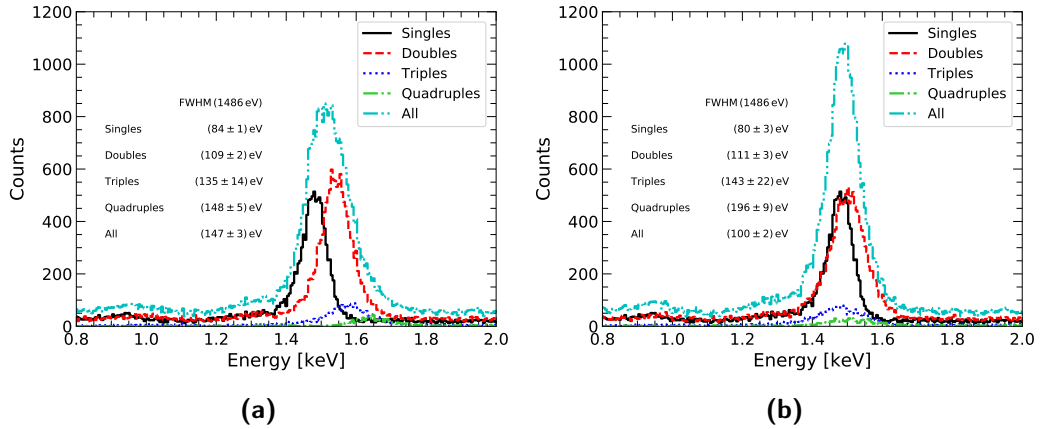 1200
1000
800
600
400
200
0
Counts
0.8 1.0 1.2 1.4 1.6 1.8 2.0
Energy [keV]
Singles
Doubles
Triples
Quadruples
All
FWHM (1486 eV)
Singles (84 ± 1) eV
Doubles (109 ± 2) eV
Triples (135 ± 14) eV
Quadruples (148 ± 5) eV
All (147 ± 3) eV
(a)
1200
1000
800
600
400
200
0
Counts
0.8 1.0 1.2 1.4 1.6 1.8 2.0
Energy [keV]
Singles
Doubles
Triples
Quadruples
All
FWHM (1486 eV)
Singles (80 ± 3) eV
Doubles (111 ± 3) eV
Triples (143 ± 22) eV
Quadruples (196 ± 9) eV
All (100 ± 2) eV
(b)